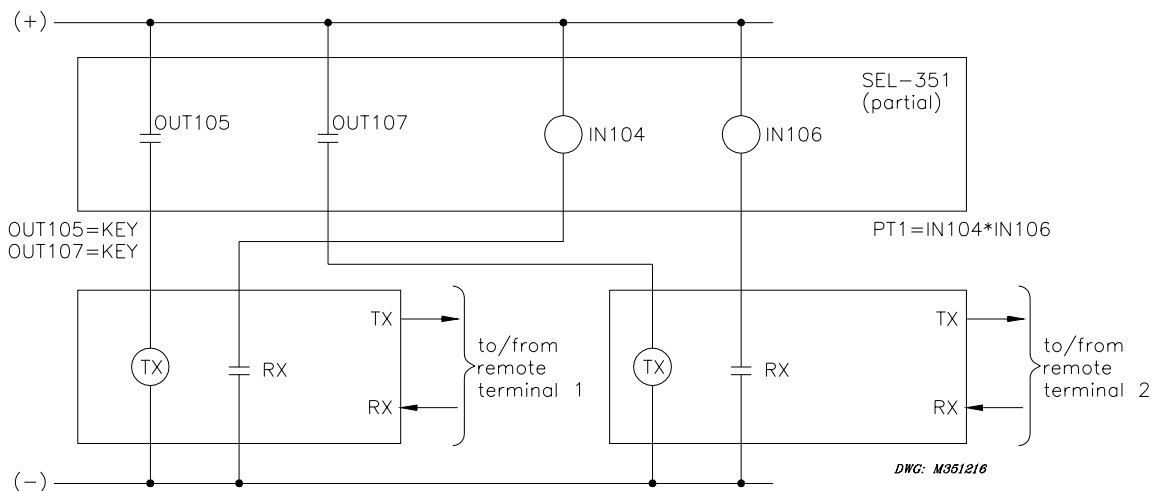 (+)
SEL-351
(partial)
OUT105
OUT107
IN104
IN106
OUT105=KEY
OUT107=KEY
PT1=IN104*IN106
TX
TX
RX
RX
to/from
remote
terminal 1
TX
TX
RX
RX
to/from
remote
terminal 2
DWG: M351216
(-)